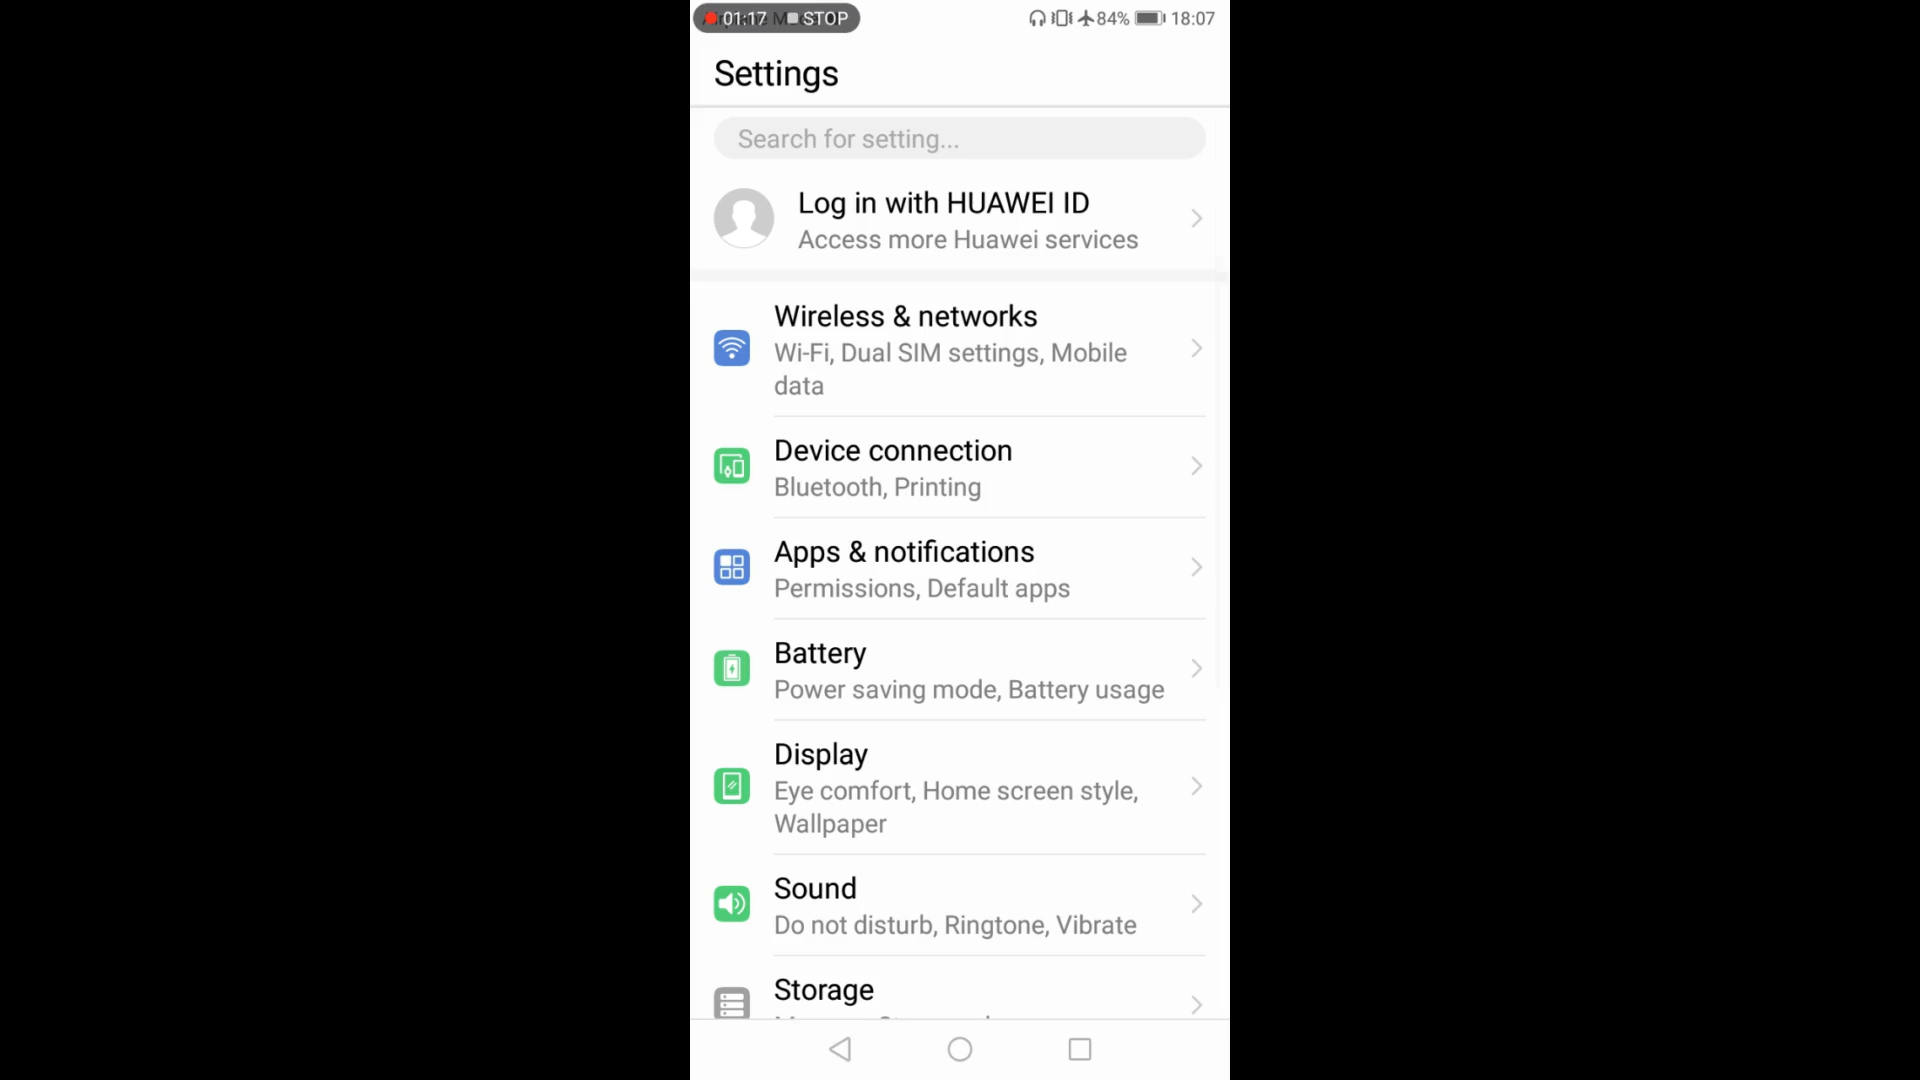 01:17 STOP 84% 18:07
Settings
Search for setting...
Log in with HUAWEI ID
Access more Huawei services
Wireless & networks
Wi-Fi, Dual SIM settings, Mobile
data
Device connection
Bluetooth, Printing
Apps & notifications
Permissions, Default apps
Battery
Power saving mode, Battery usage
Display
Eye comfort, Home screen style,
Wallpaper
Sound
Do not disturb, Ringtone, Vibrate
Storage